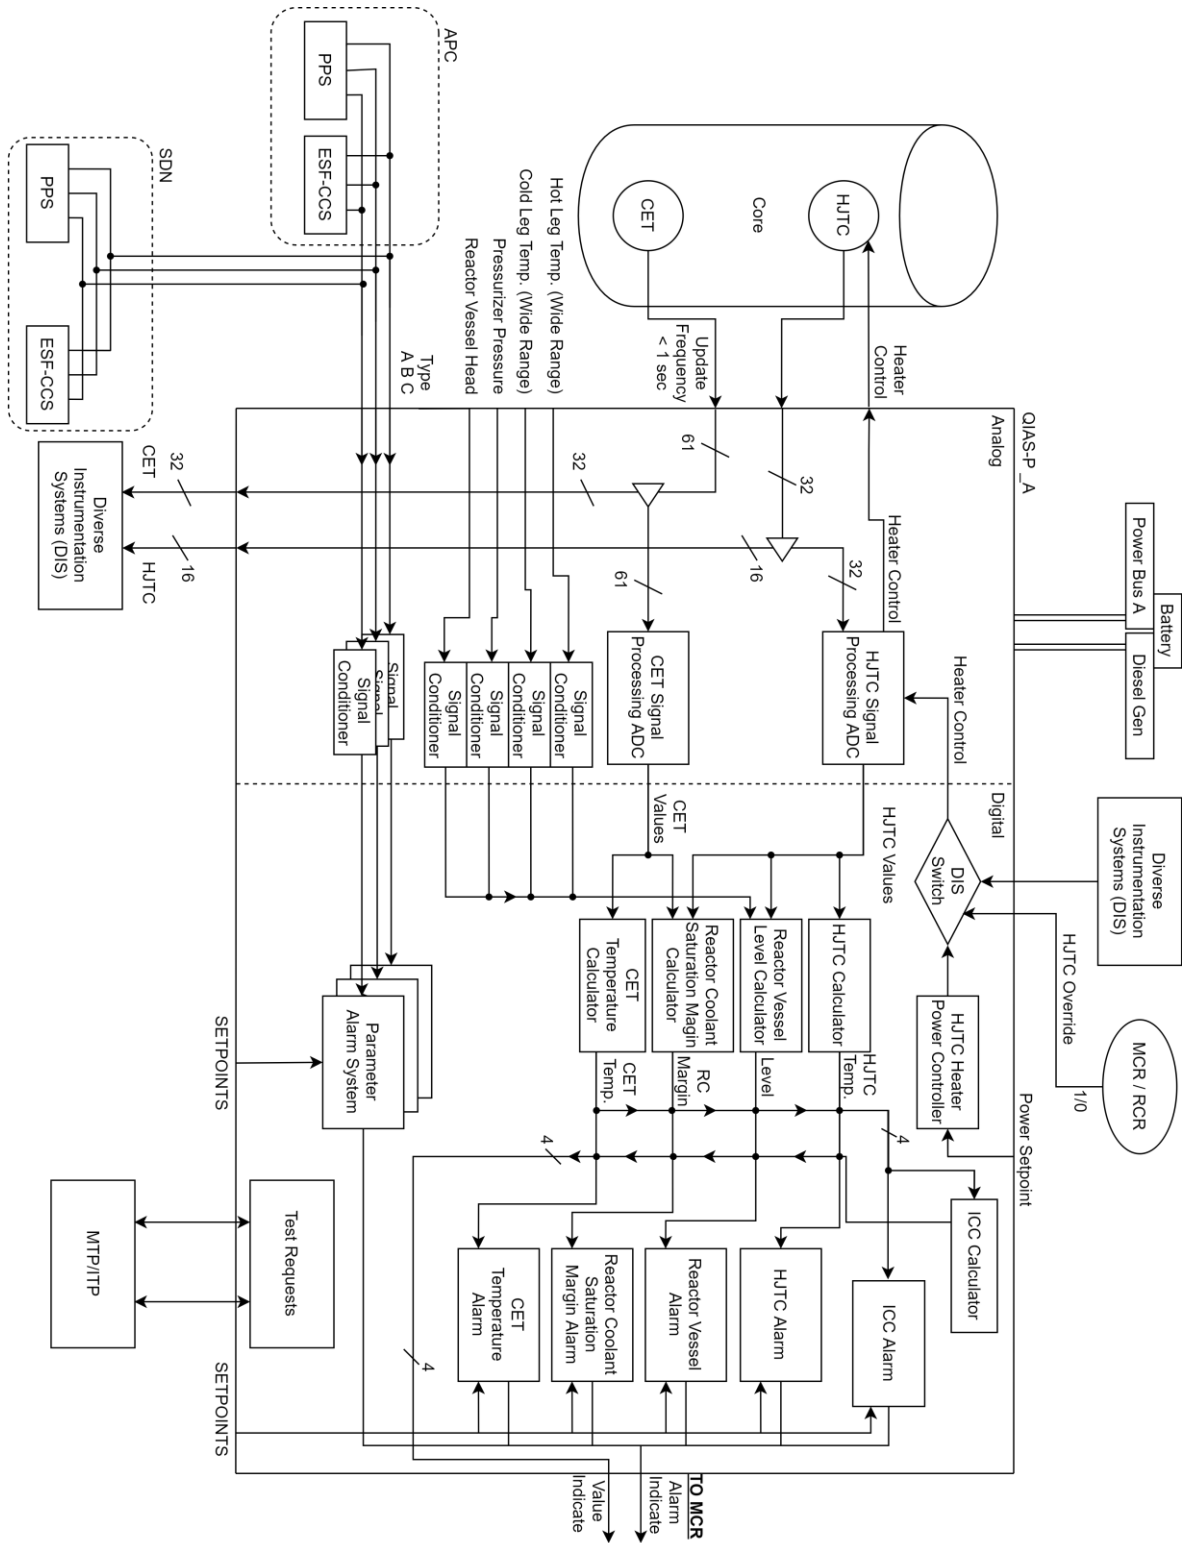 APC
PPS
ESF-CCS
SDN
PPS
ESF-CCS
HJTC
Core
CET
Heater
Control
Update
Frequency
< 1 sec
Hot Leg Temp. (Wide Range)
Cold Leg Temp. (Wide Range)
Pressurizer Pressure
Reactor Vessel Head
Type
A B C
QIAS-P_A
Analog
Power Bus A
Battery
Diesel Gen
61
32
32
16
32
61
32
16
CET
HJTC
Diverse
Instrumentation
Systems (DIS)
Heater Control
Heater Control
HJTC Signal
Processing ADC
CET Signal
Processing ADC
Signal
Conditioner
Signal
Conditioner
Signal
Conditioner
Signal
Conditioner
Signal
Signal
Signal
Conditioner
Digital
HJTC Values
CET
Values
DIS
Switch
Diverse
Instrumentation
Systems (DIS)
HJTC Override
MCR / RCR
1/0
HJTC Heater
Power Controller
Power Setpoint
HJTC Calculator
Reactor Vessel
Level Calculator
Reactor Coolant
Saturation Magin
Calculator
CET
Temperature
Calculator
HJTC
Temp.
Level
RC
Margin
CET
Temp.
Parameter
Alarm System
SETPOINTS
4
4
ICC Calculator
ICC Alarm
HJTC Alarm
Reactor Vessel
Alarm
Reactor Coolant
Saturation
Margin Alarm
CET
Temperature
Alarm
4
Test Requests
MTP/ITP
SETPOINTS
TO MCR
Alarm
Indicate
Value
Indicate